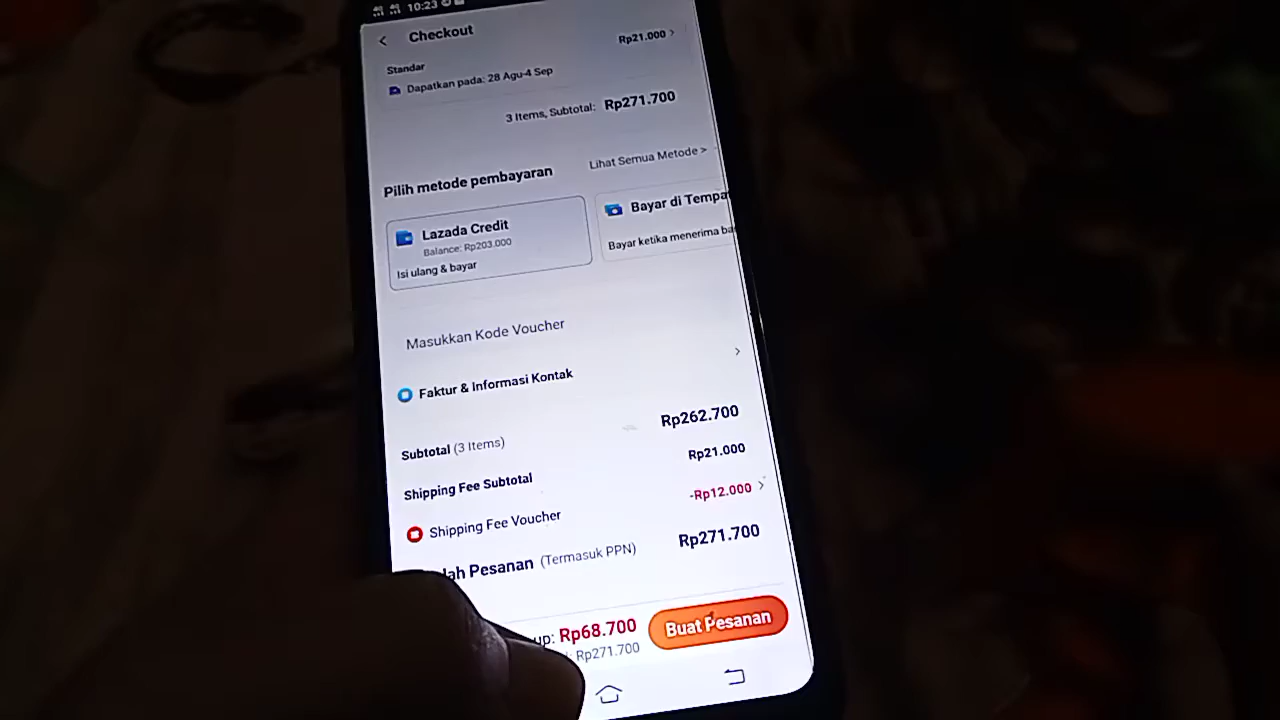 10:23
Checkout
Rp21.000 >
Standar
Dapatkan pada: 28 Agu-4 Sep
3 Items, Subtotal: Rp271.700
Pilih metode pembayaran
Lihat Semua Metode >
Lazada Credit
Balance: Rp203.000
Isi ulang & bayar
Bayar di Tempa
Bayar ketika menerima ba
Masukkan Kode Voucher
Faktur & Informasi Kontak
Subtotal (3 Items) Rp262.700
Shipping Fee Subtotal Rp21.000
Shipping Fee Voucher -Rp12.000 >
lah Pesanan (Termasuk PPN) Rp271.700
up: Rp68.700
Rp271.700
Buat Pesanan